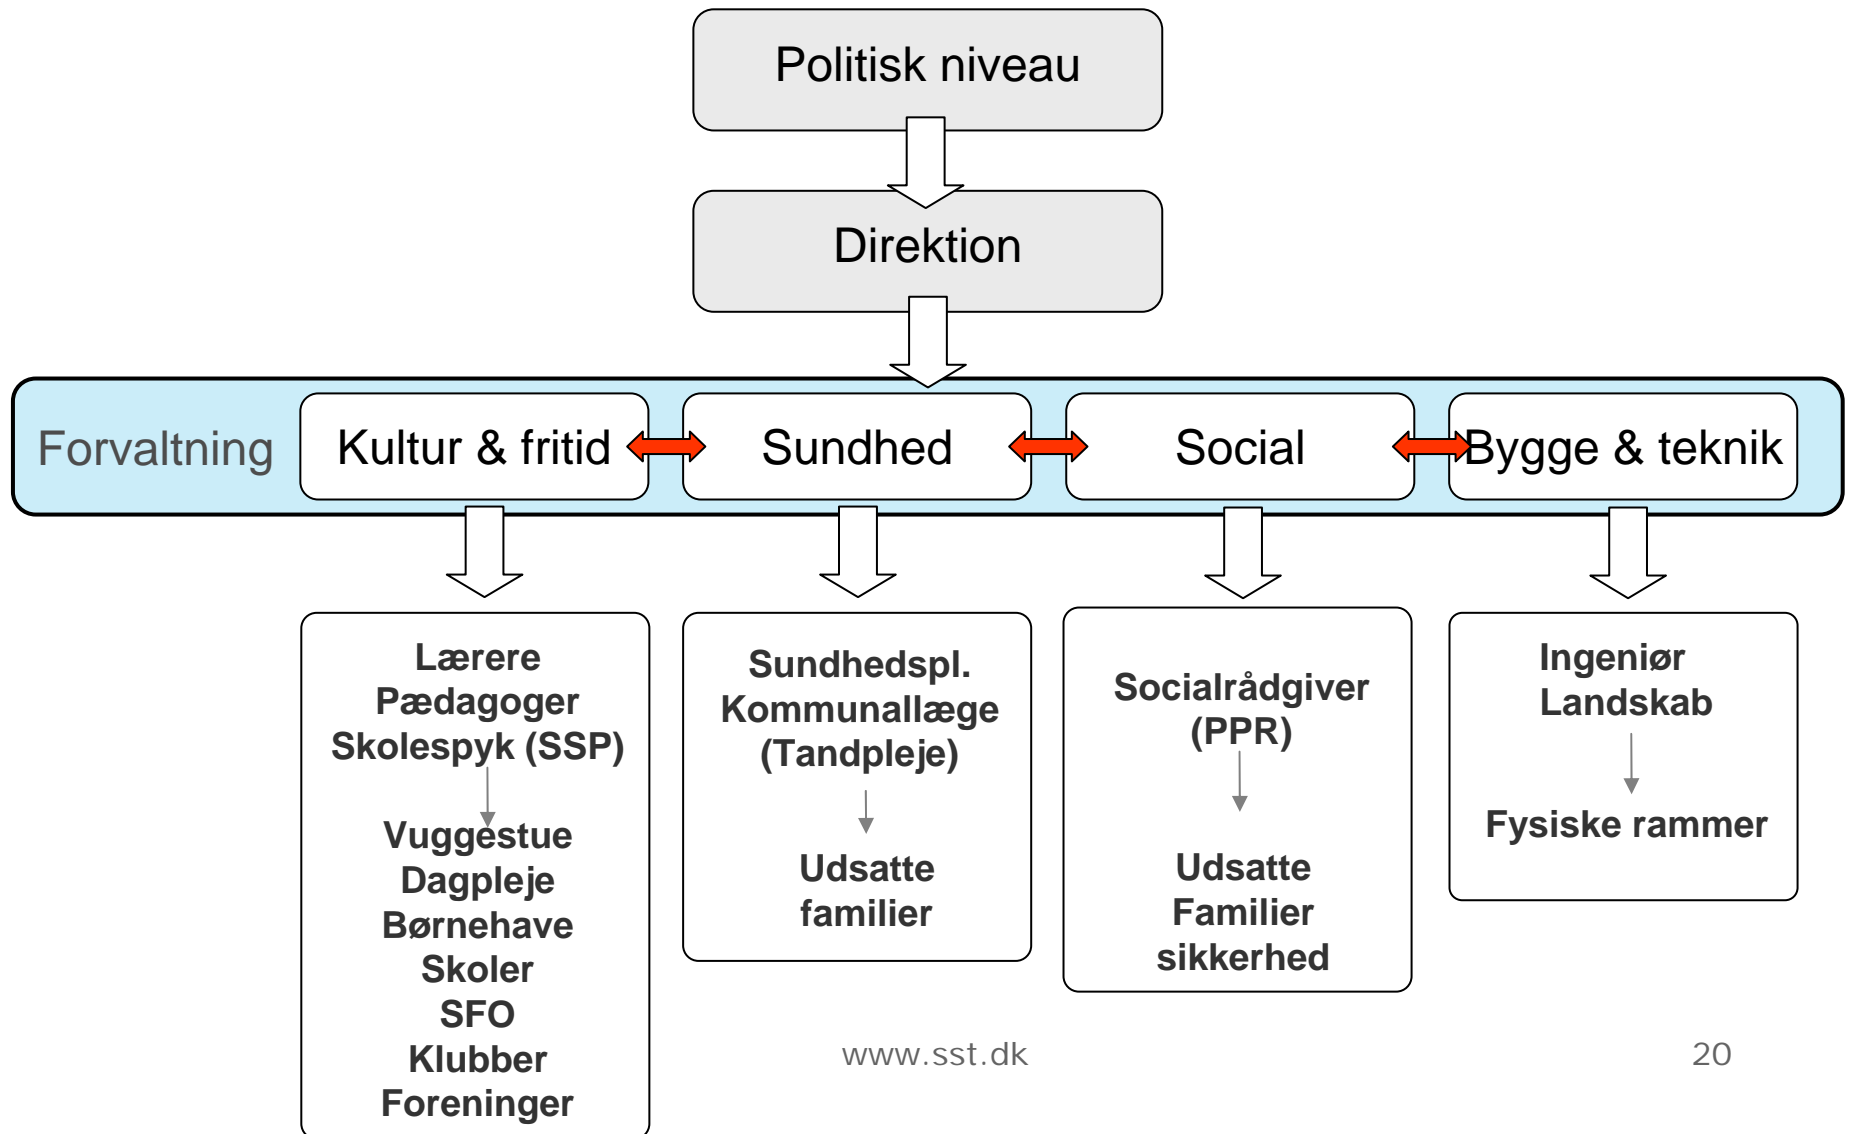 Politisk niveau
Direktion
Forvaltning
Kultur & fritid
Sundhed
Social
Bygge & teknik
Lærere
Pædagoger
Skolespyk (SSP)
Vuggestue
Dagpleje
Børnehave
Skoler
SFO
Klubber
Foreninger
Sundhedspl.
Kommunallæge
(Tandpleje)
Udsatte
familier
Socialrådgiver
(PPR)
Udsatte
Familier
sikkerhed
Ingeniør
Landskab
Fysiske rammer
www.sst.dk
20